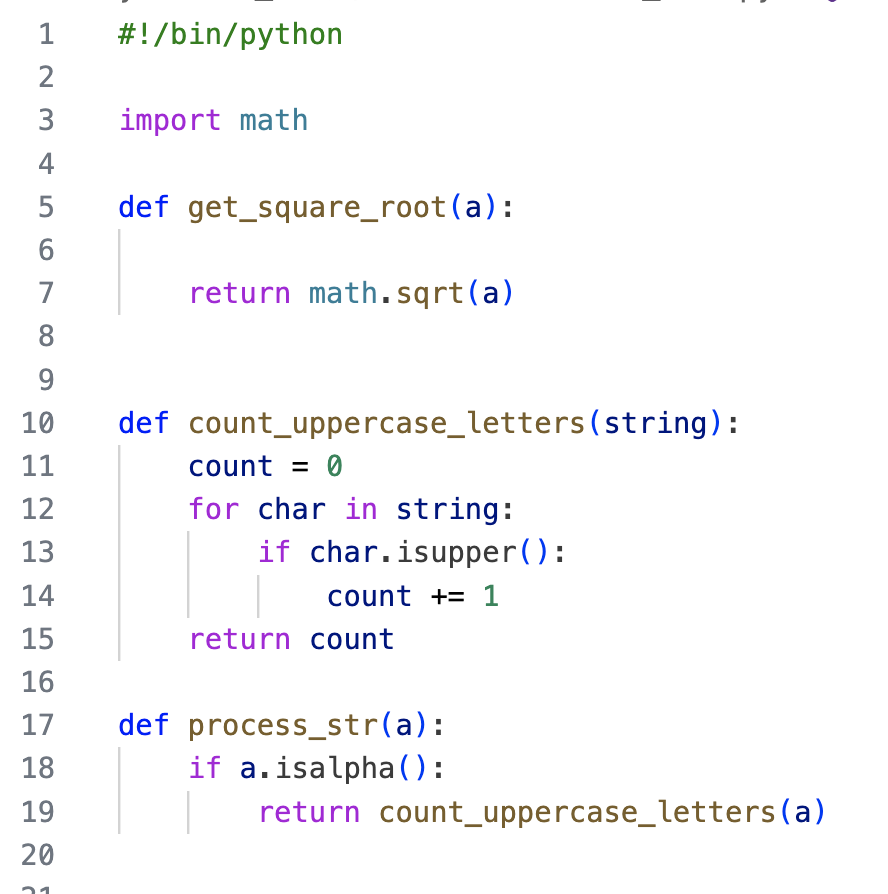 1 #!/bin/python
2
3 import math
4
5 def get_square_root(a):
6
7     return math.sqrt(a)
8
9
10 def count_uppercase_letters(string):
11     count = 0
12     for char in string:
13         if char.isupper():
14             count += 1
15     return count
16
17 def process_str(a):
18     if a.isalpha():
19         return count_uppercase_letters(a)
20